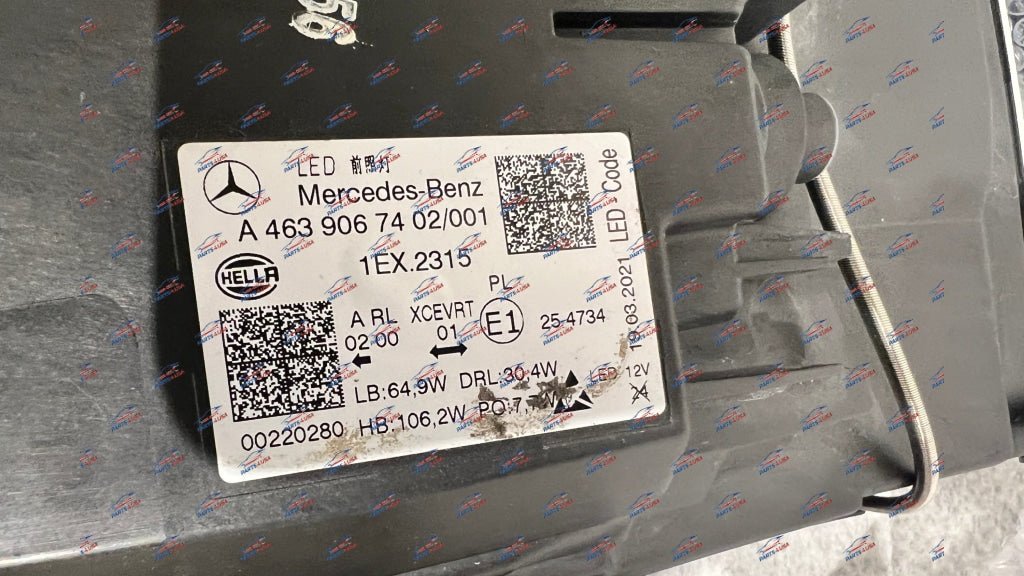 50
LED 前照灯
Mercedes-Benz
A 463 906 74 02/001
HELLA
1EX.2315
PL
A RL XCEVRT E1 25 4734
02.00 01
LB:64,9W DRL:30,4W LED 12V
HB:106,2W
00220280
03.2021 LED Code
PARTS4USA